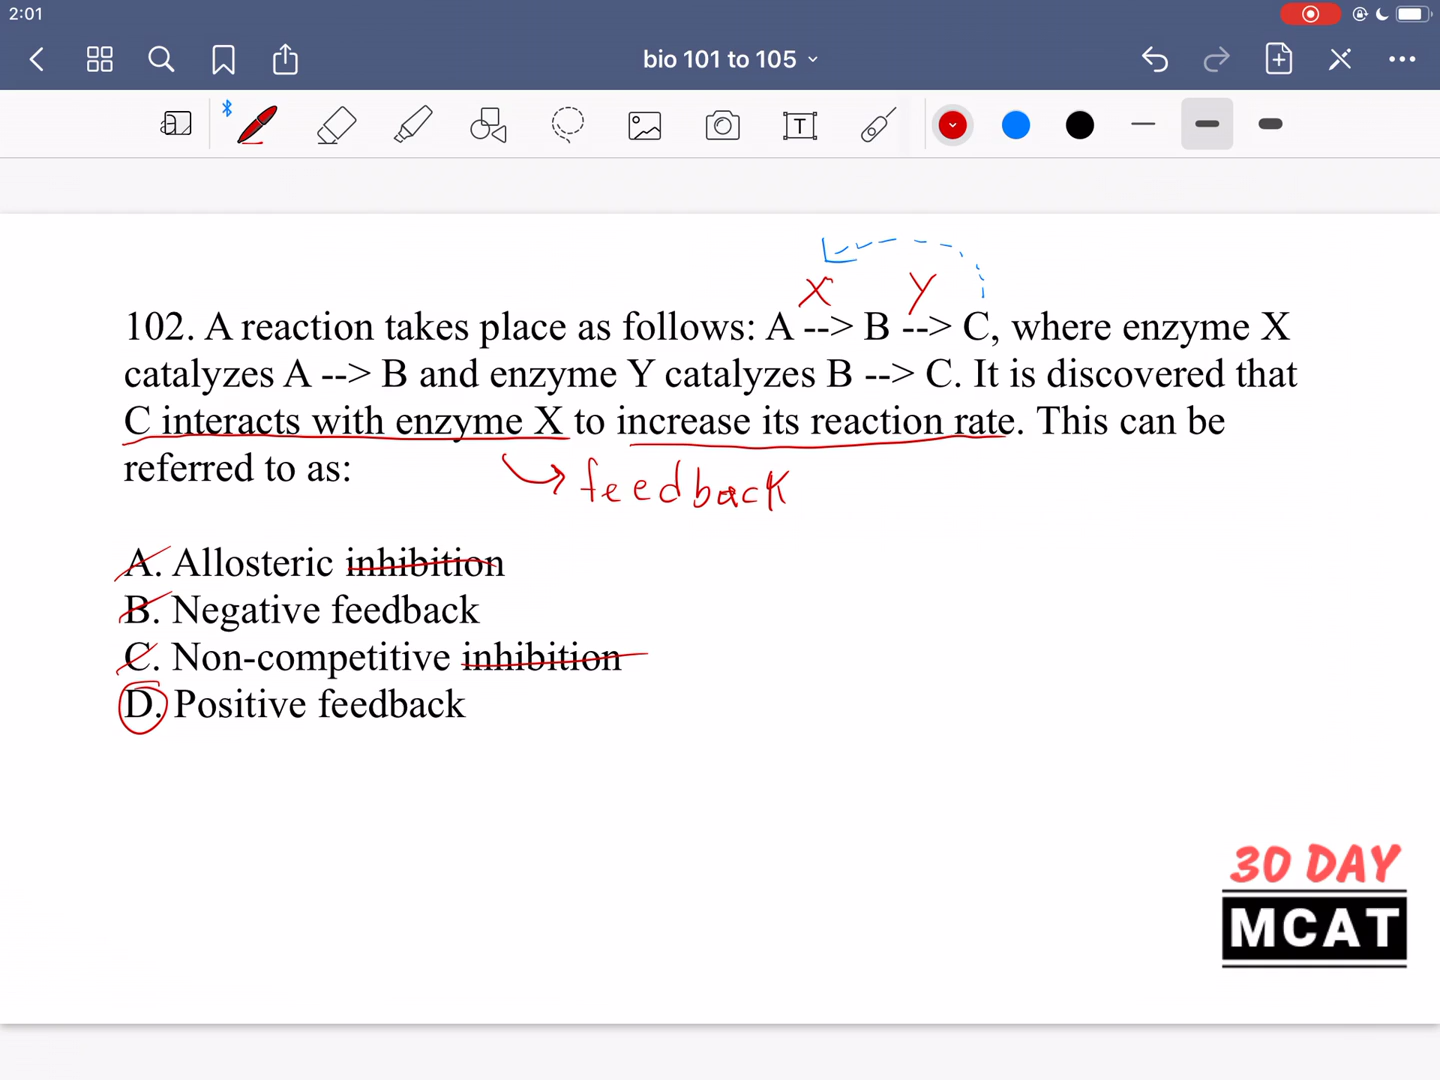 2:01
bio 101 to 105
a
T
X Y
102. A reaction takes place as follows: A --> B --> C, where enzyme X
catalyzes A --> B and enzyme Y catalyzes B --> C. It is discovered that
C interacts with enzyme X to increase its reaction rate. This can be
referred to as:
feedback
A. Allosteric inhibition
B. Negative feedback
C. Non-competitive inhibition
D. Positive feedback
30 DAY
MCAT